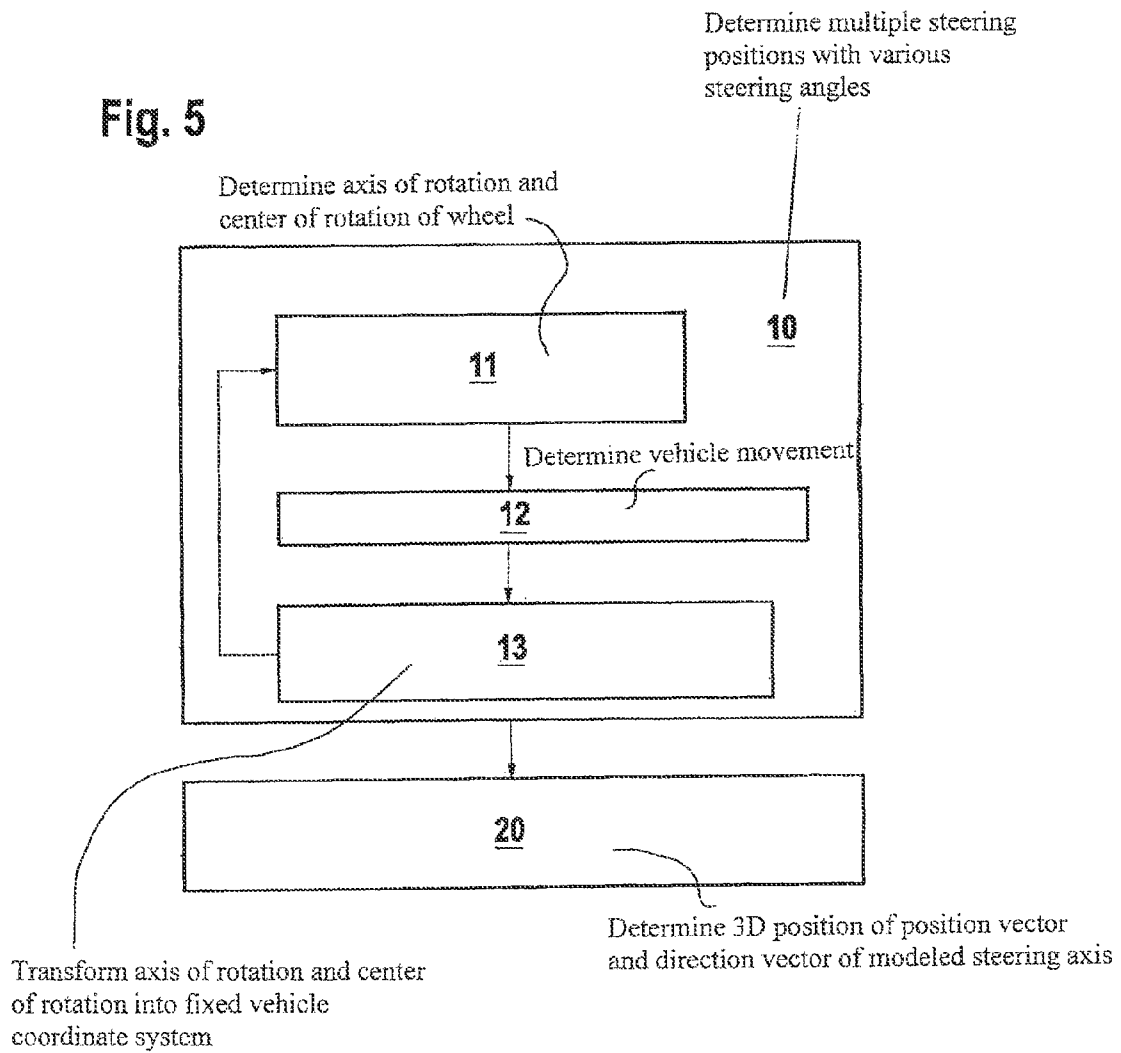 Determine multiple steering
positions with various
steering angles
Fig. 5
Determine axis of rotation and
center of rotation of wheel
10
11
Determine vehicle movement
12
13
20
Determine 3D position of position vector
and direction vector of modeled steering axis
Transform axis of rotation and center
of rotation into fixed vehicle
coordinate system